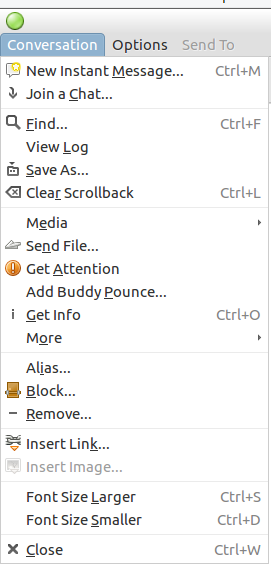 Conversation Options Send To
New Instant Message... Ctrl+M
Join a Chat...
Find... Ctrl+F
View Log
Save As...
Clear Scrollback Ctrl+L
Media
Send File...
Get Attention
Add Buddy Pounce...
Get Info Ctrl+O
More
Alias...
Block...
Remove...
Insert Link...
Insert Image...
Font Size Larger Ctrl+S
Font Size Smaller Ctrl+D
Close Ctrl+W